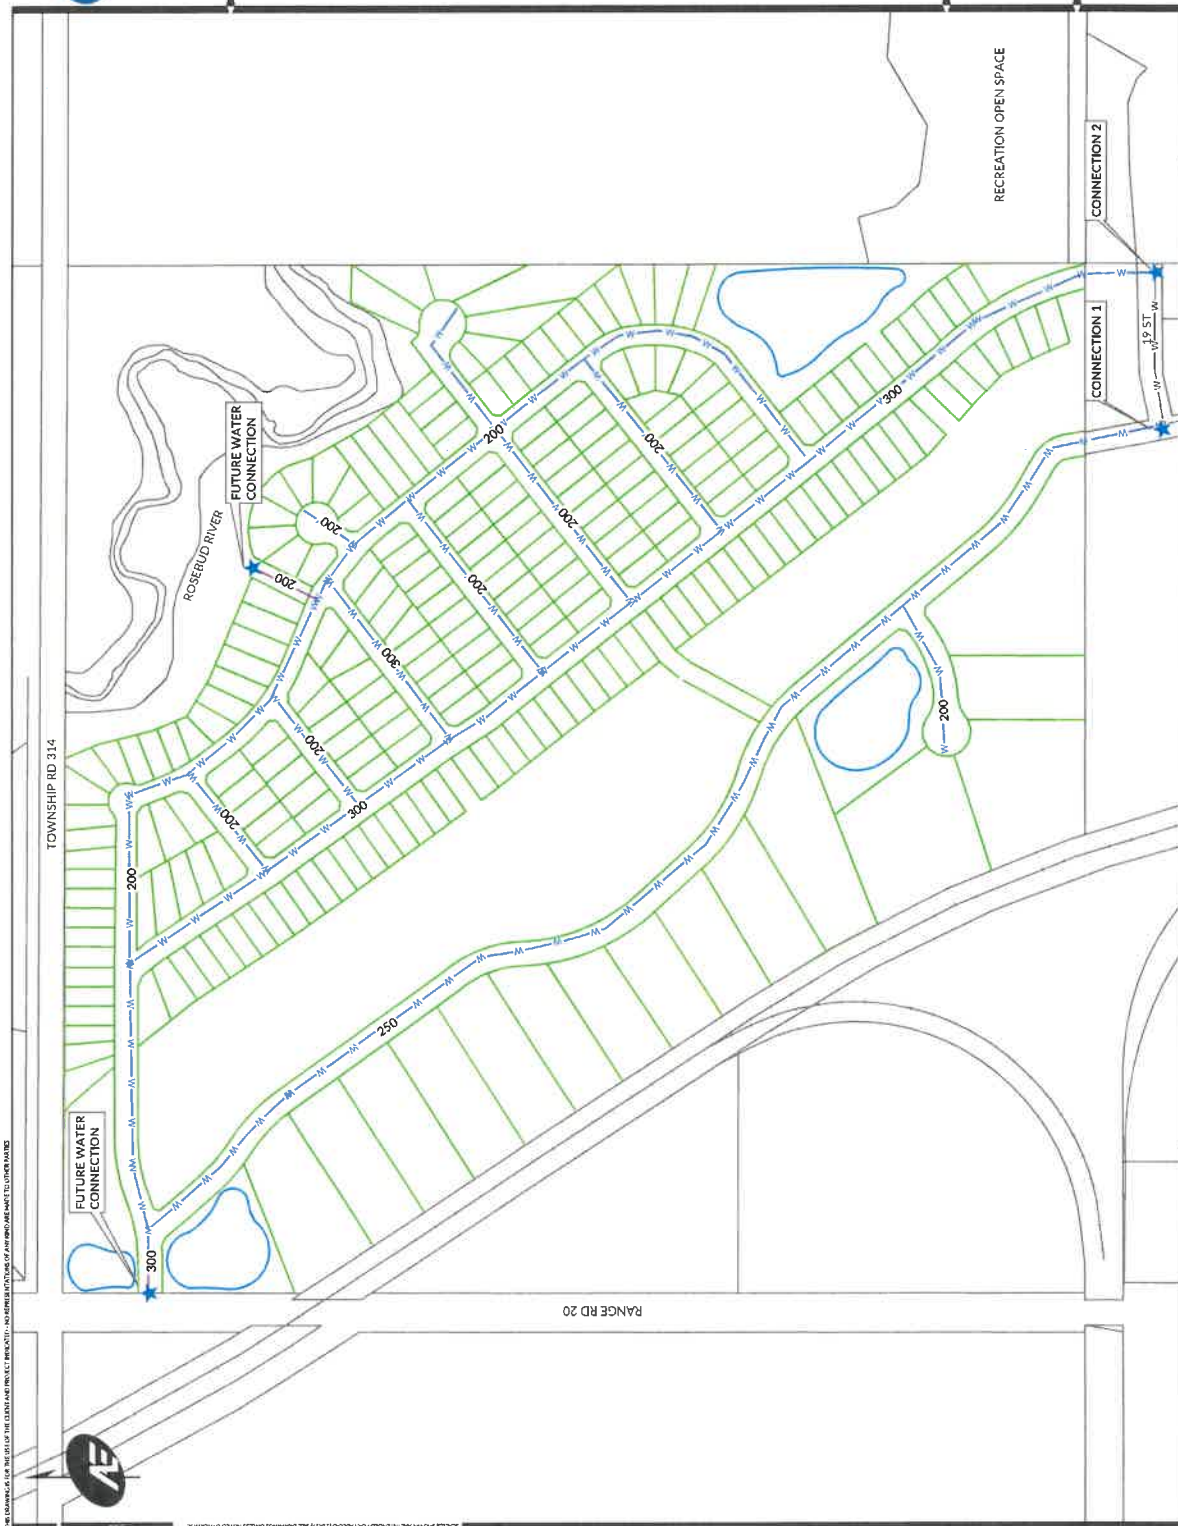 RECREATION OPEN SPACE
CONNECTION 2
CONNECTION 1
19 ST
FUTURE WATER
CONNECTION
ROSEBUD RIVER
TOWNSHIP RD 314
FUTURE WATER
CONNECTION
RANGE RD 20
200
200
200
200
200
300
200
300
200
200
300
200
250
300
200
AE